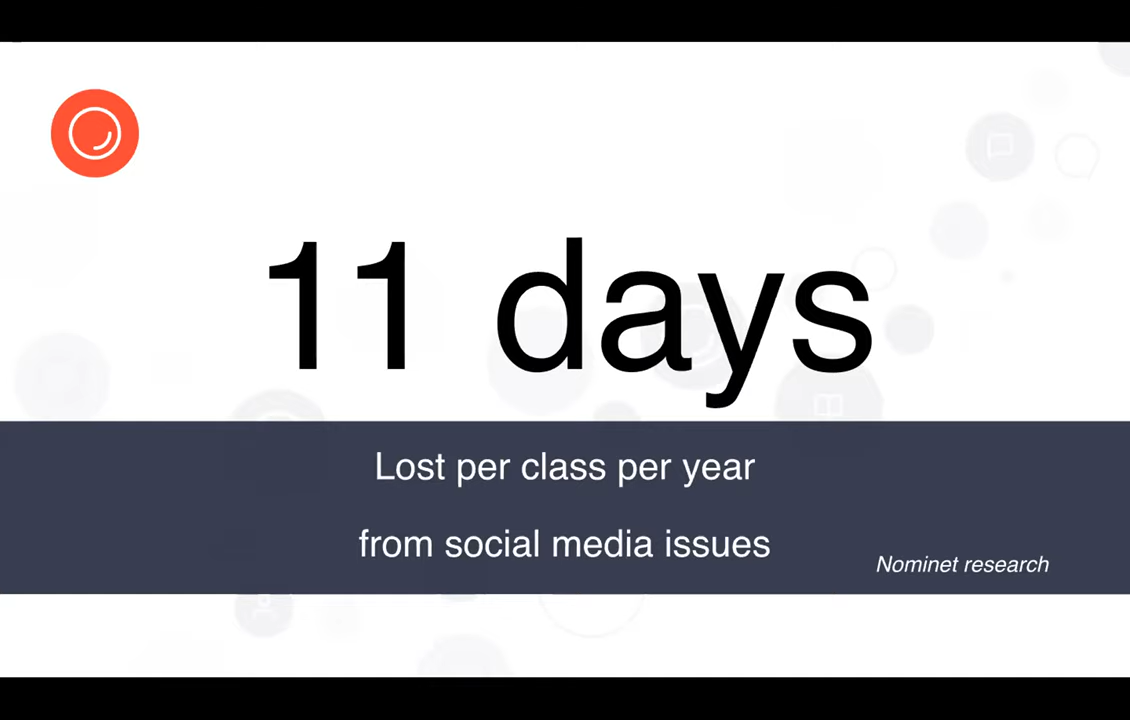 11 days
Lost per class per year
from social media issues
Nominet research